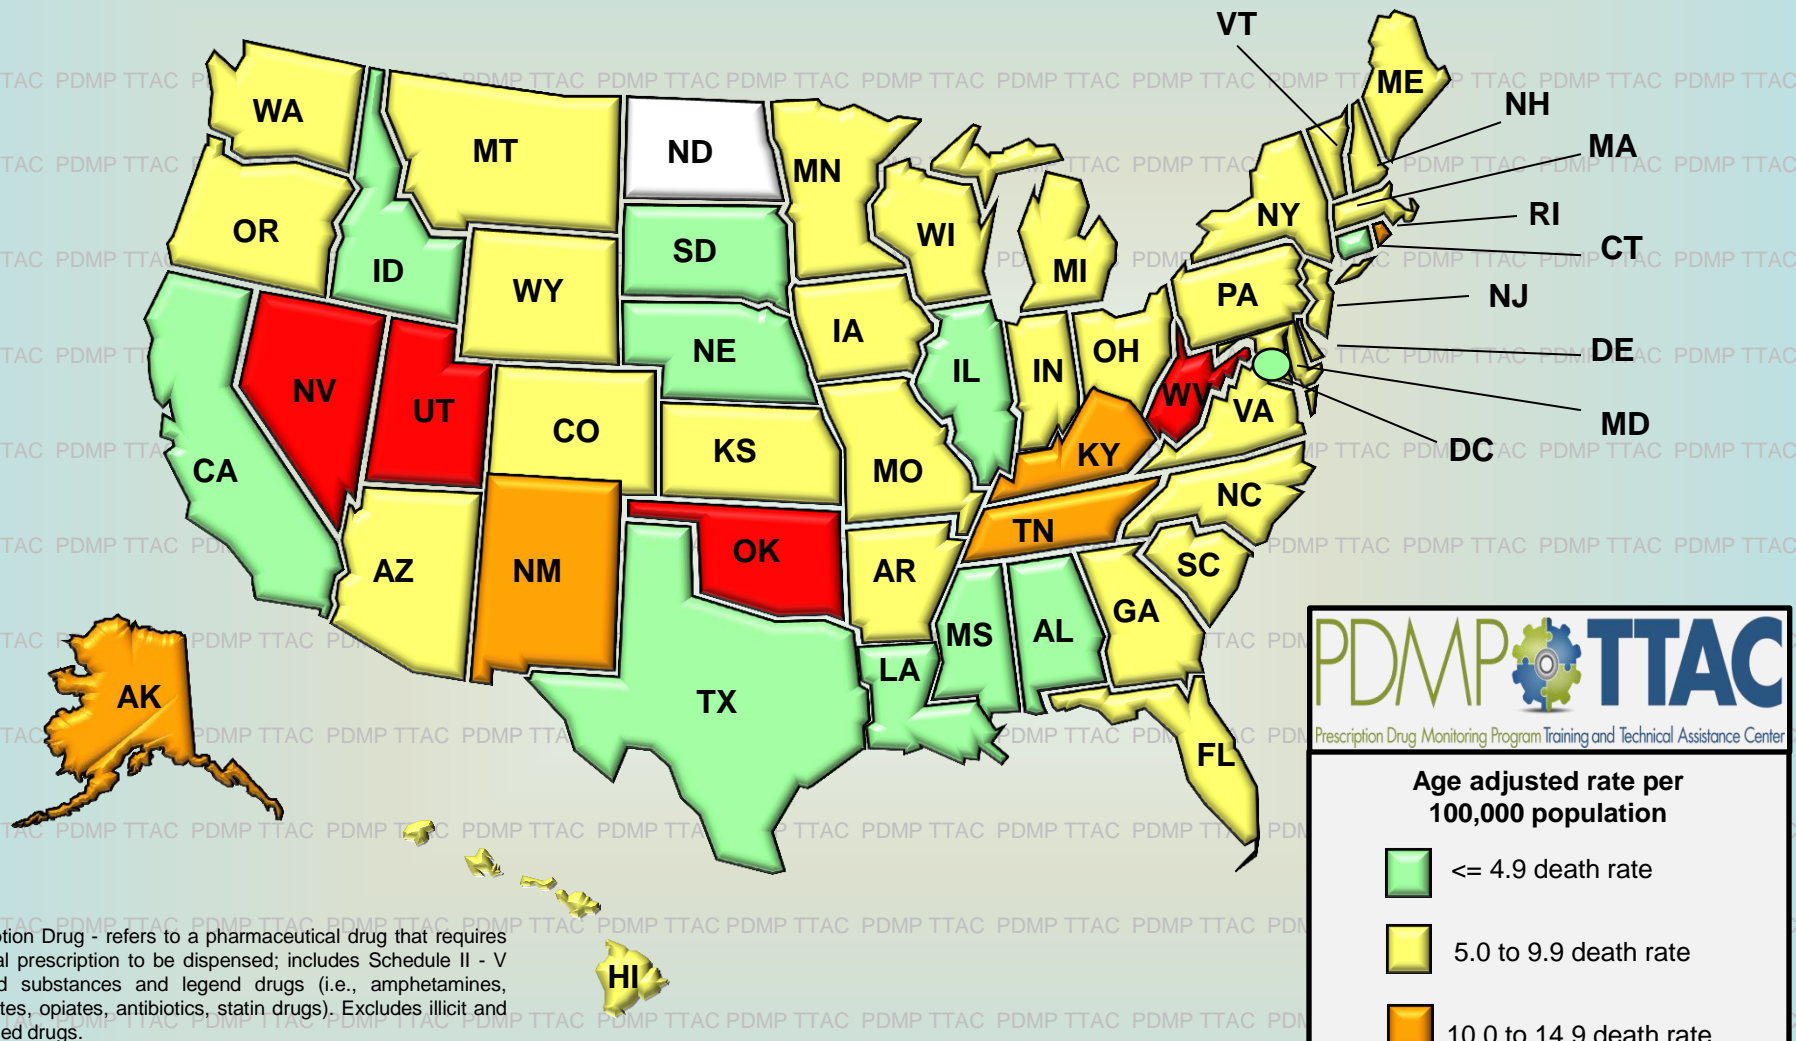 VT
ME
WA
NH
MT
ND
MA
MN
RI
OR
NY
WI
CT
SD
ID
MI
WY
PA
NJ
IA
NE
OH
DE
IL
IN
NV
UT
WV
VA
MD
CO
KS
DC
KY
CA
MO
NC
TN
OK
AZ
NM
AR
SC
GA
MS
AL
LA
AK
TX
FL
HI
PDMP TTAC
Prescription Drug Monitoring Program Training and Technical Assistance Center
Age adjusted rate per
100,000 population
<= 4.9 death rate
5.0 to 9.9 death rate
10.0 to 14.9 death rate
tion Drug - refers to a pharmaceutical drug that requires
al prescription to be dispensed; includes Schedule II - V
d substances and legend drugs (i.e., amphetamines,
tes, opiates, antibiotics, statin drugs). Excludes illicit and
ed drugs.